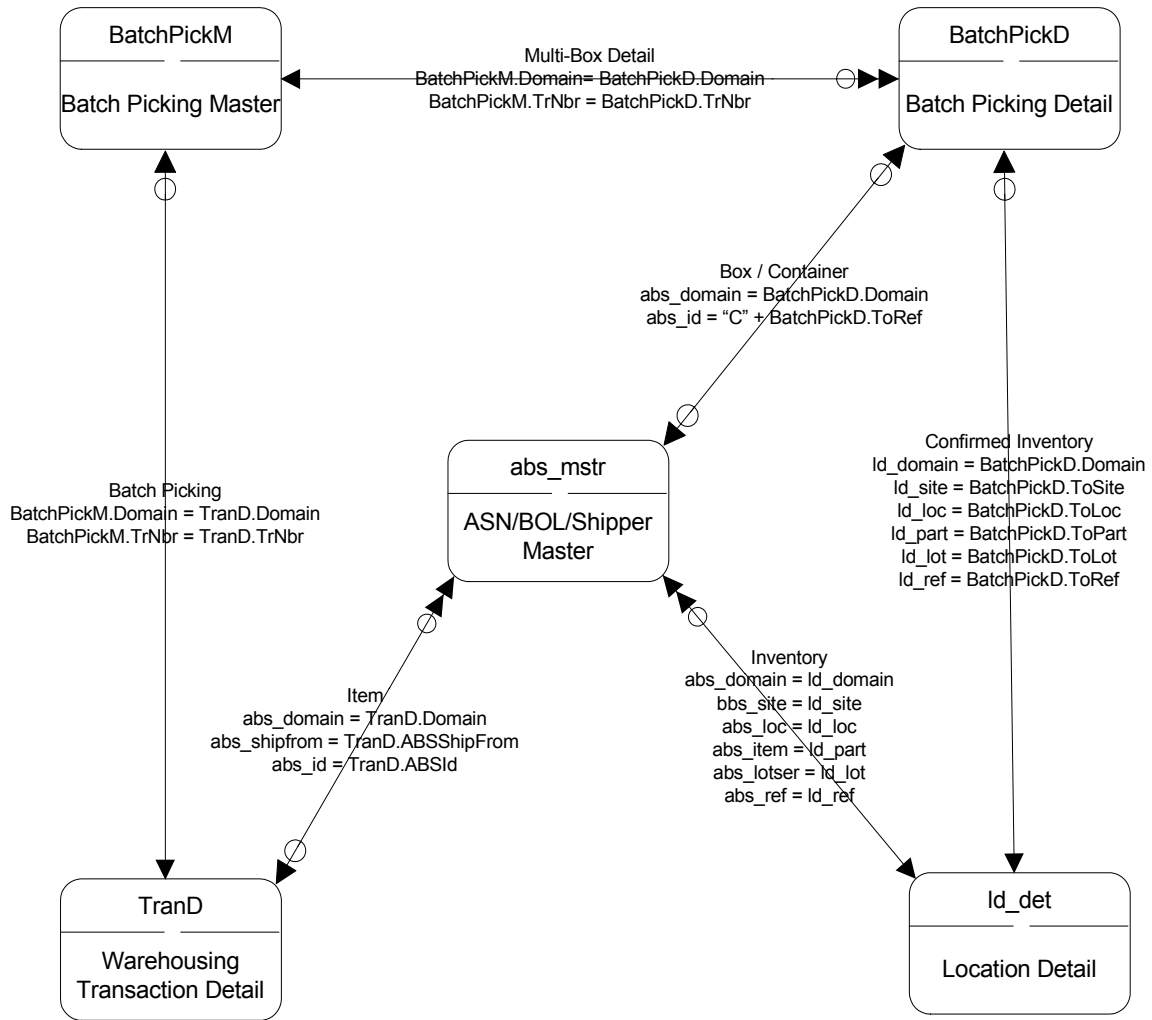 BatchPickM
Batch Picking Master
Multi-Box Detail
BatchPickM.Domain= BatchPickD.Domain
BatchPickM.TrNbr = BatchPickD.TrNbr
BatchPickD
Batch Picking Detail
Box / Container
abs_domain = BatchPickD.Domain
abs_id = “C” + BatchPickD.ToRef
abs_mstr
ASN/BOL/Shipper
Master
Confirmed Inventory
ld_domain = BatchPickD.Domain
ld_site = BatchPickD.ToSite
ld_loc = BatchPickD.ToLoc
ld_part = BatchPickD.ToPart
ld_lot = BatchPickD.ToLot
ld_ref = BatchPickD.ToRef
Batch Picking
BatchPickM.Domain = TranD.Domain
BatchPickM.TrNbr = TranD.TrNbr
Item
abs_domain = TranD.Domain
abs_shipfrom = TranD.ABSShipFrom
abs_id = TranD.ABSId
Inventory
abs_domain = ld_domain
bbs_site = ld_site
abs_loc = ld_loc
abs_item = ld_part
abs_lotser = ld_lot
abs_ref = ld_ref
TranD
Warehousing
Transaction Detail
ld_det
Location Detail